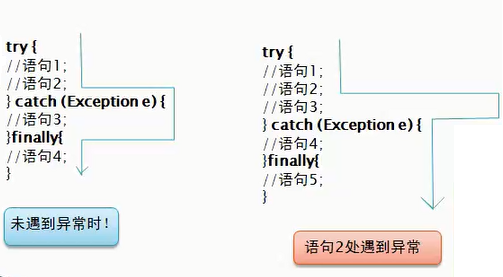 try {
//语句1;
//语句2;
} catch (Exception e) {
//语句3;
}finally{
//语句4;
}
未遇到异常时!
try {
//语句1;
//语句2;
//语句3;
} catch (Exception e) {
//语句4;
}finally{
//语句5;
}
语句2处遇到异常